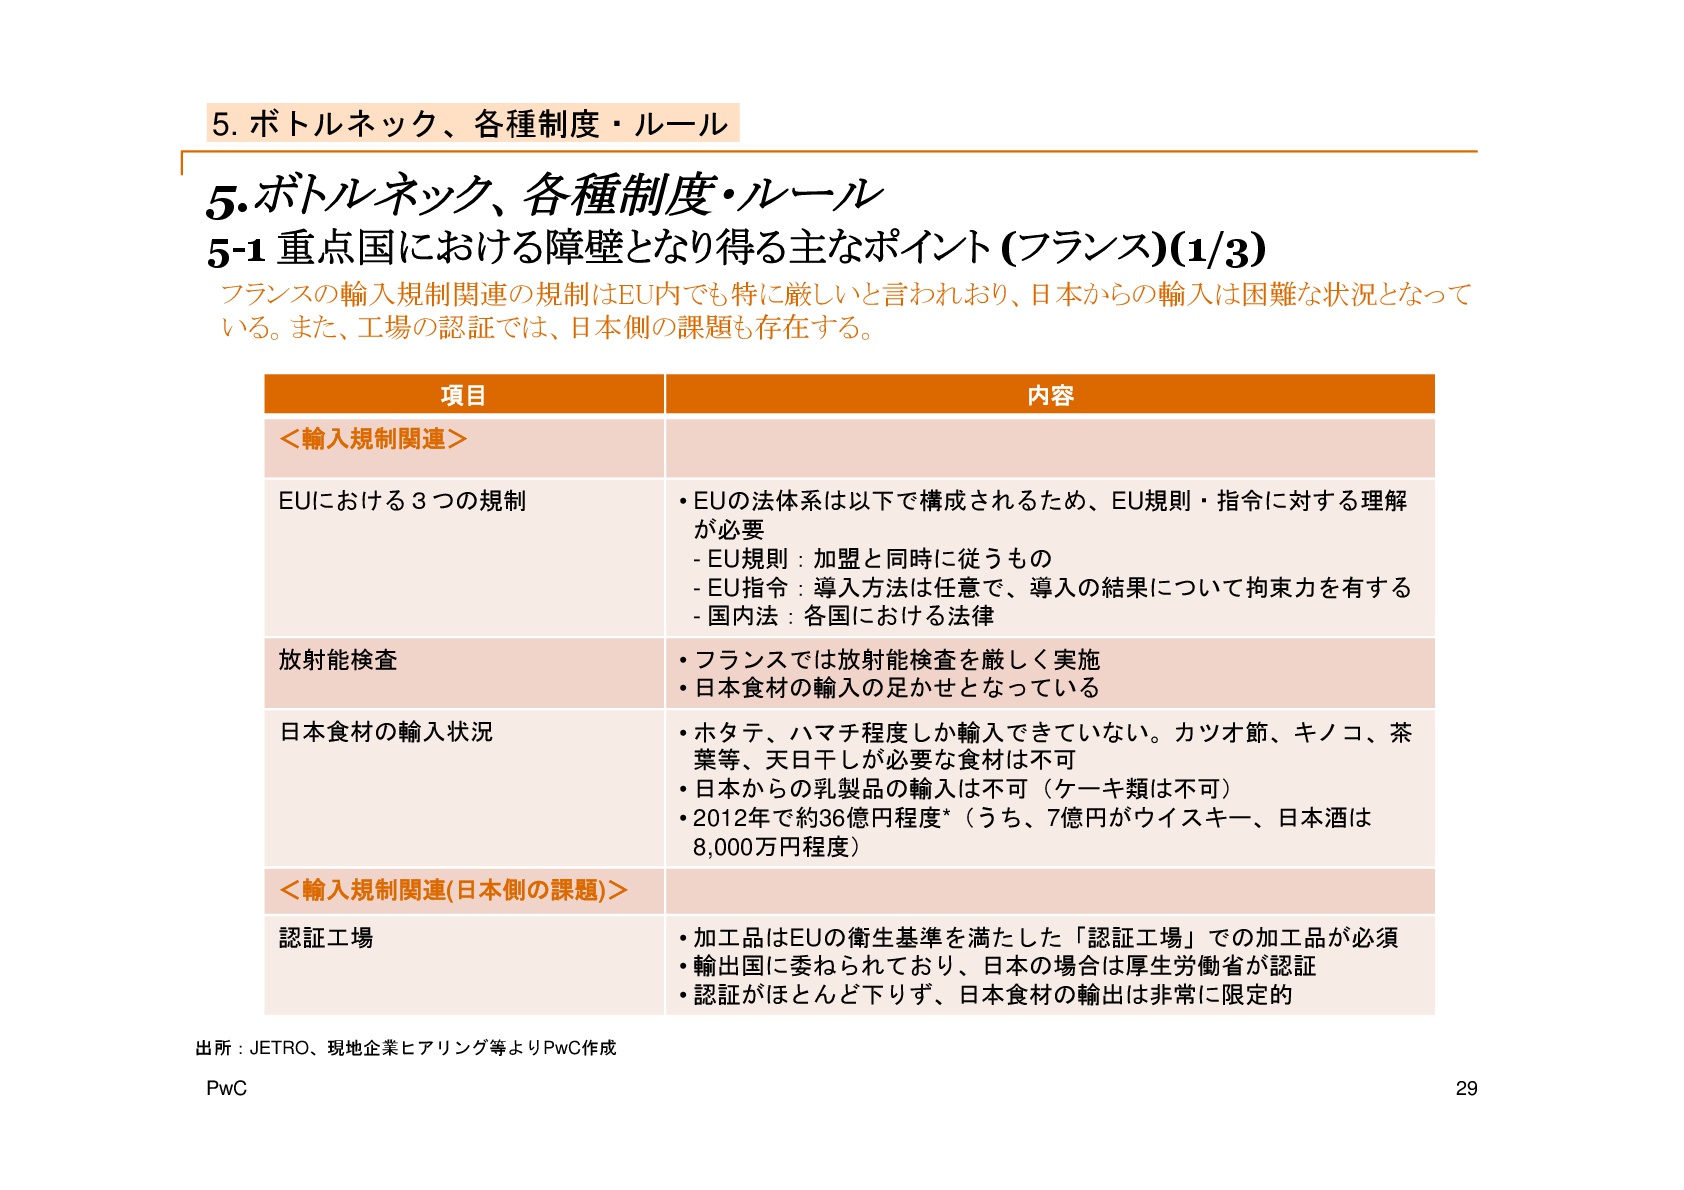 5. ボトルネック、各種制度・ルール
5.ボトルネック、各種制度・ルール
5-1 重点国における障壁となり得る主なポイント (フランス)(1/3)
フランスの輸入規制関連の規制はEU内でも特に厳しいと言われおり、日本からの輸入は困難な状況となって
いる。また、工場の認証では、日本側の課題も存在する。
項目
内容
＜輸入規制関連＞
EUにおける３つの規制
• EUの法体系は以下で構成されるため、EU規則・指令に対する理解
が必要
- EU規則：加盟と同時に従うもの
- EU指令：導入方法は任意で、導入の結果について拘束力を有する
- 国内法：各国における法律
放射能検査
• フランスでは放射能検査を厳しく実施
• 日本食材の輸入の足かせとなっている
日本食材の輸入状況
• ホタテ、ハマチ程度しか輸入できていない。カツオ節、キノコ、茶
葉等、天日干しが必要な食材は不可
• 日本からの乳製品の輸入は不可（ケーキ類は不可）
• 2012年で約36億円程度*（うち、7億円がウイスキー、日本酒は
8,000万円程度）
＜輸入規制関連(日本側の課題)＞
認証工場
• 加工品はEUの衛生基準を満たした「認証工場」での加工品が必須
• 輸出国に委ねられており、日本の場合は厚生労働省が認証
• 認証がほとんど下りず、日本食材の輸出は非常に限定的
出所：JETRO、現地企業ヒアリング等よりPwC作成
PwC
29